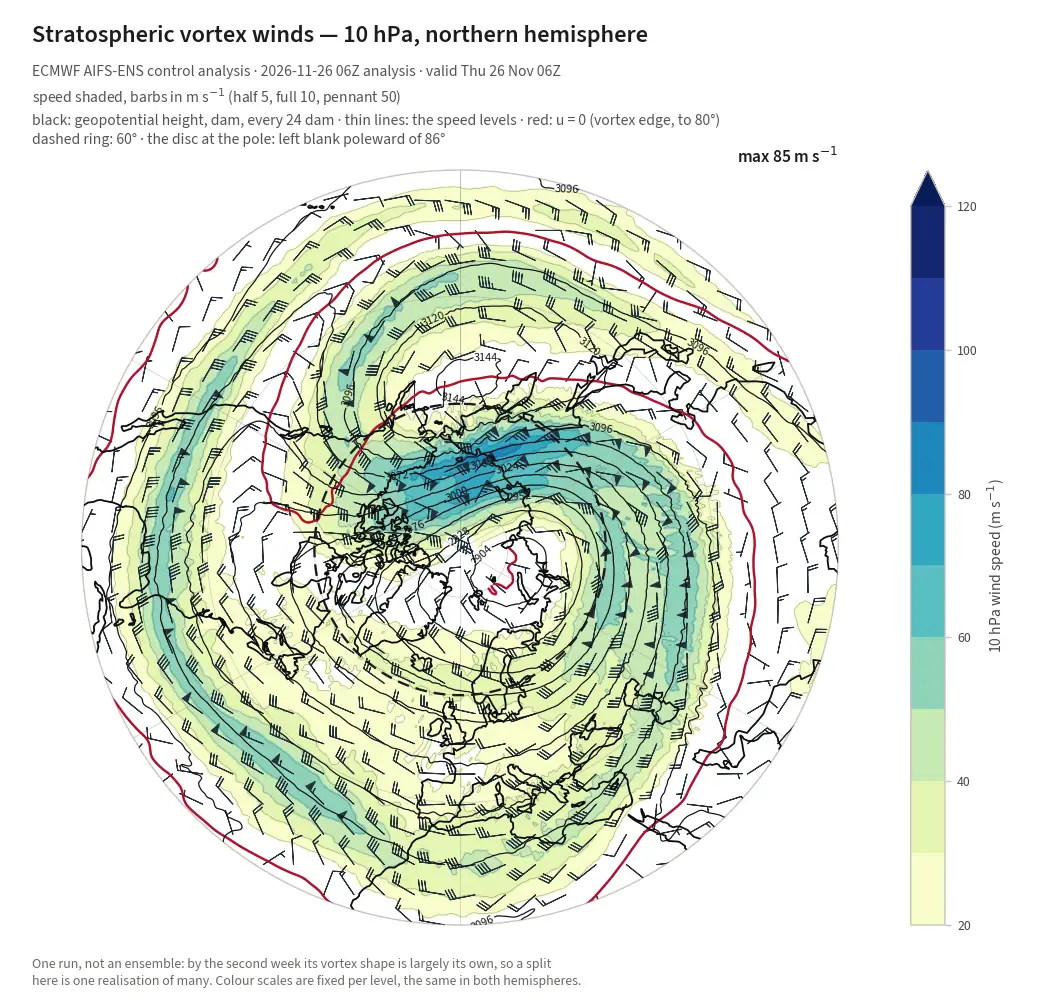 Stratospheric vortex winds — 10 hPa, northern hemisphere
ECMWF AIFS-ENS control analysis · 2026-11-26 06Z analysis · valid Thu 26 Nov 06Z
speed shaded, barbs in m s⁻¹ (half 5, full 10, pennant 50)
black: geopotential height, dam, every 24 dam · thin lines: the speed levels · red: u = 0 (vortex edge, to 80°)
dashed ring: 60° · the disc at the pole: left blank poleward of 86°
max 85 m s⁻¹
3096
120
3120
3120
3096
3144
100
3096
3144
3096
80
3000
2976
2904
10 hPa wind speed (m s⁻¹)
60
40
3096
20
One run, not an ensemble: by the second week its vortex shape is largely its own, so a split
here is one realisation of many. Colour scales are fixed per level, the same in both hemispheres.